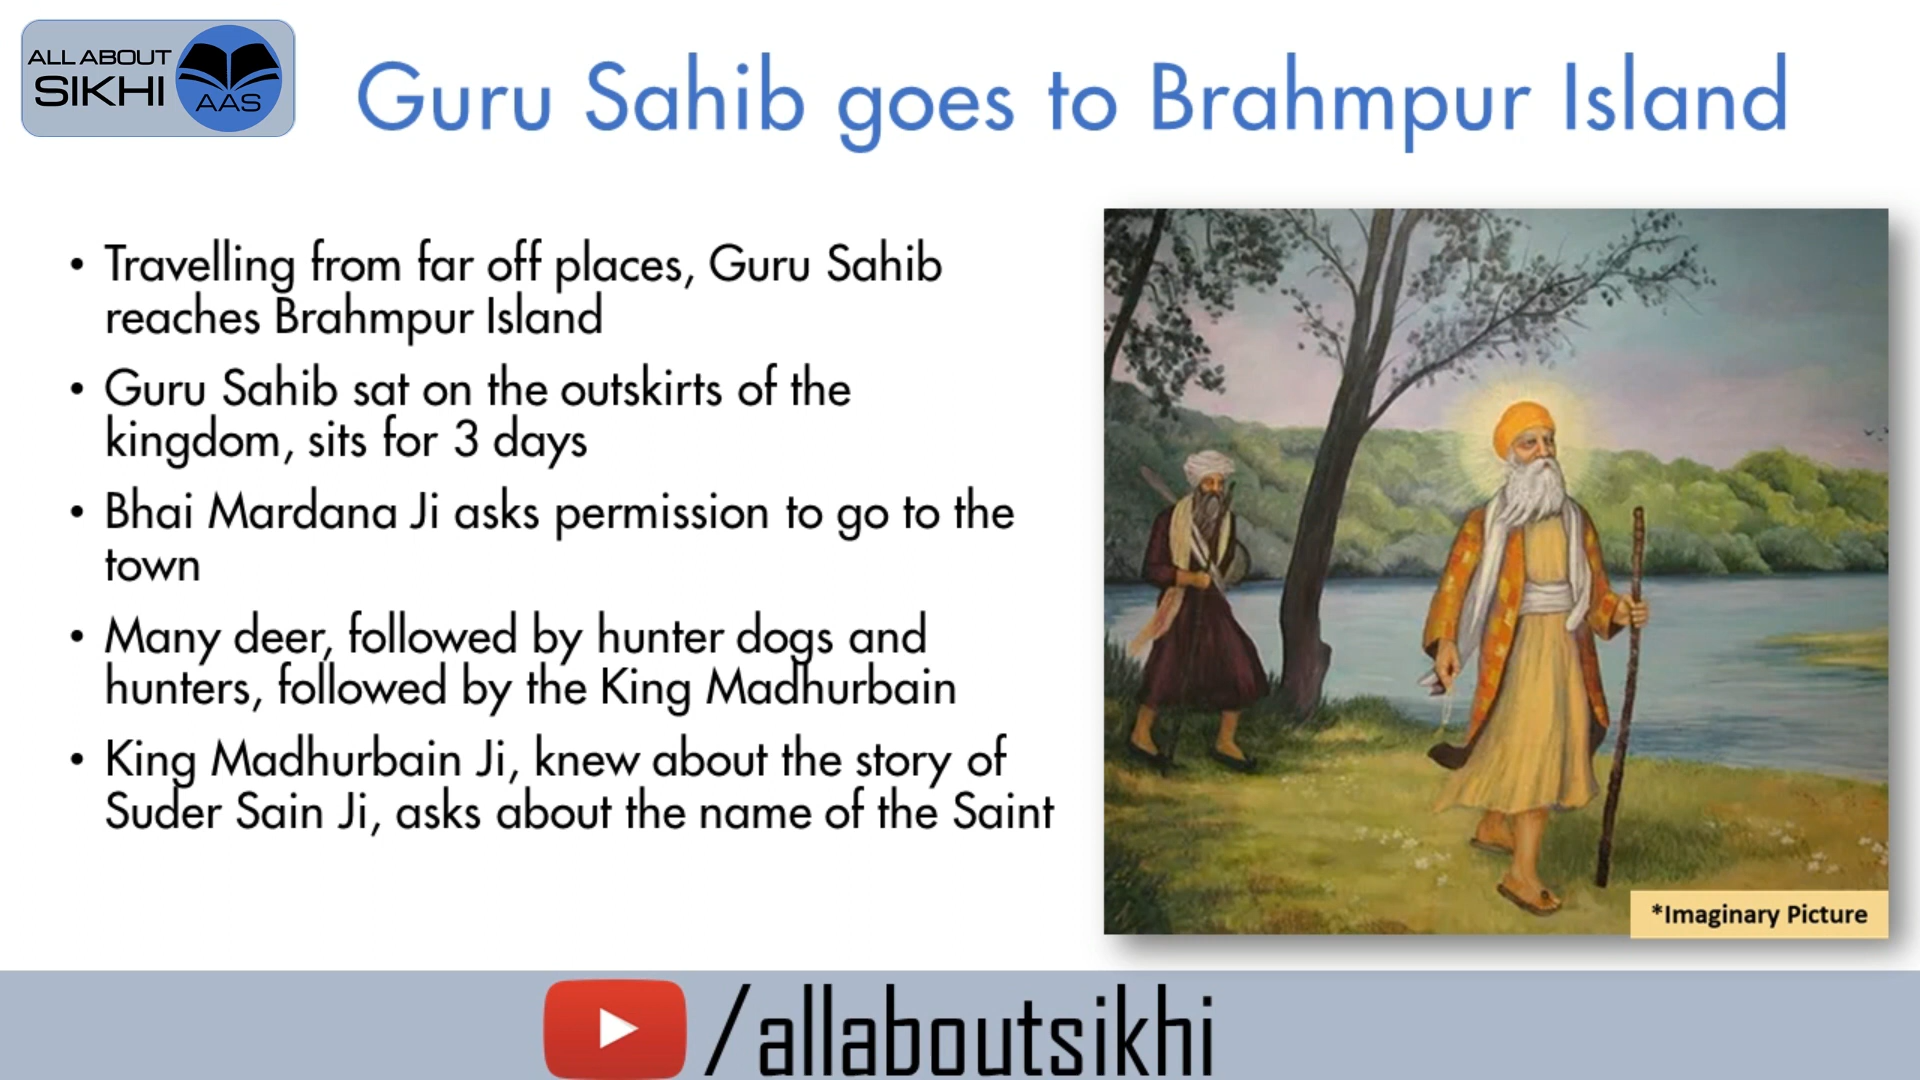 ALL ABOUT
SIKHI
AAS
Guru Sahib goes to Brahmpur Island
• Travelling from far off places, Guru Sahib
reaches Brahmpur Island
• Guru Sahib sat on the outskirts of the
kingdom, sits for 3 days
• Bhai Mardana Ji asks permission to go to the
town
• Many deer, followed by hunter dogs and
hunters, followed by the King Madhurbain
• King Madhurbain Ji, knew about the story of
Suder Sain Ji, asks about the name of the Saint
*Imaginary Picture
/allaboutsikhi